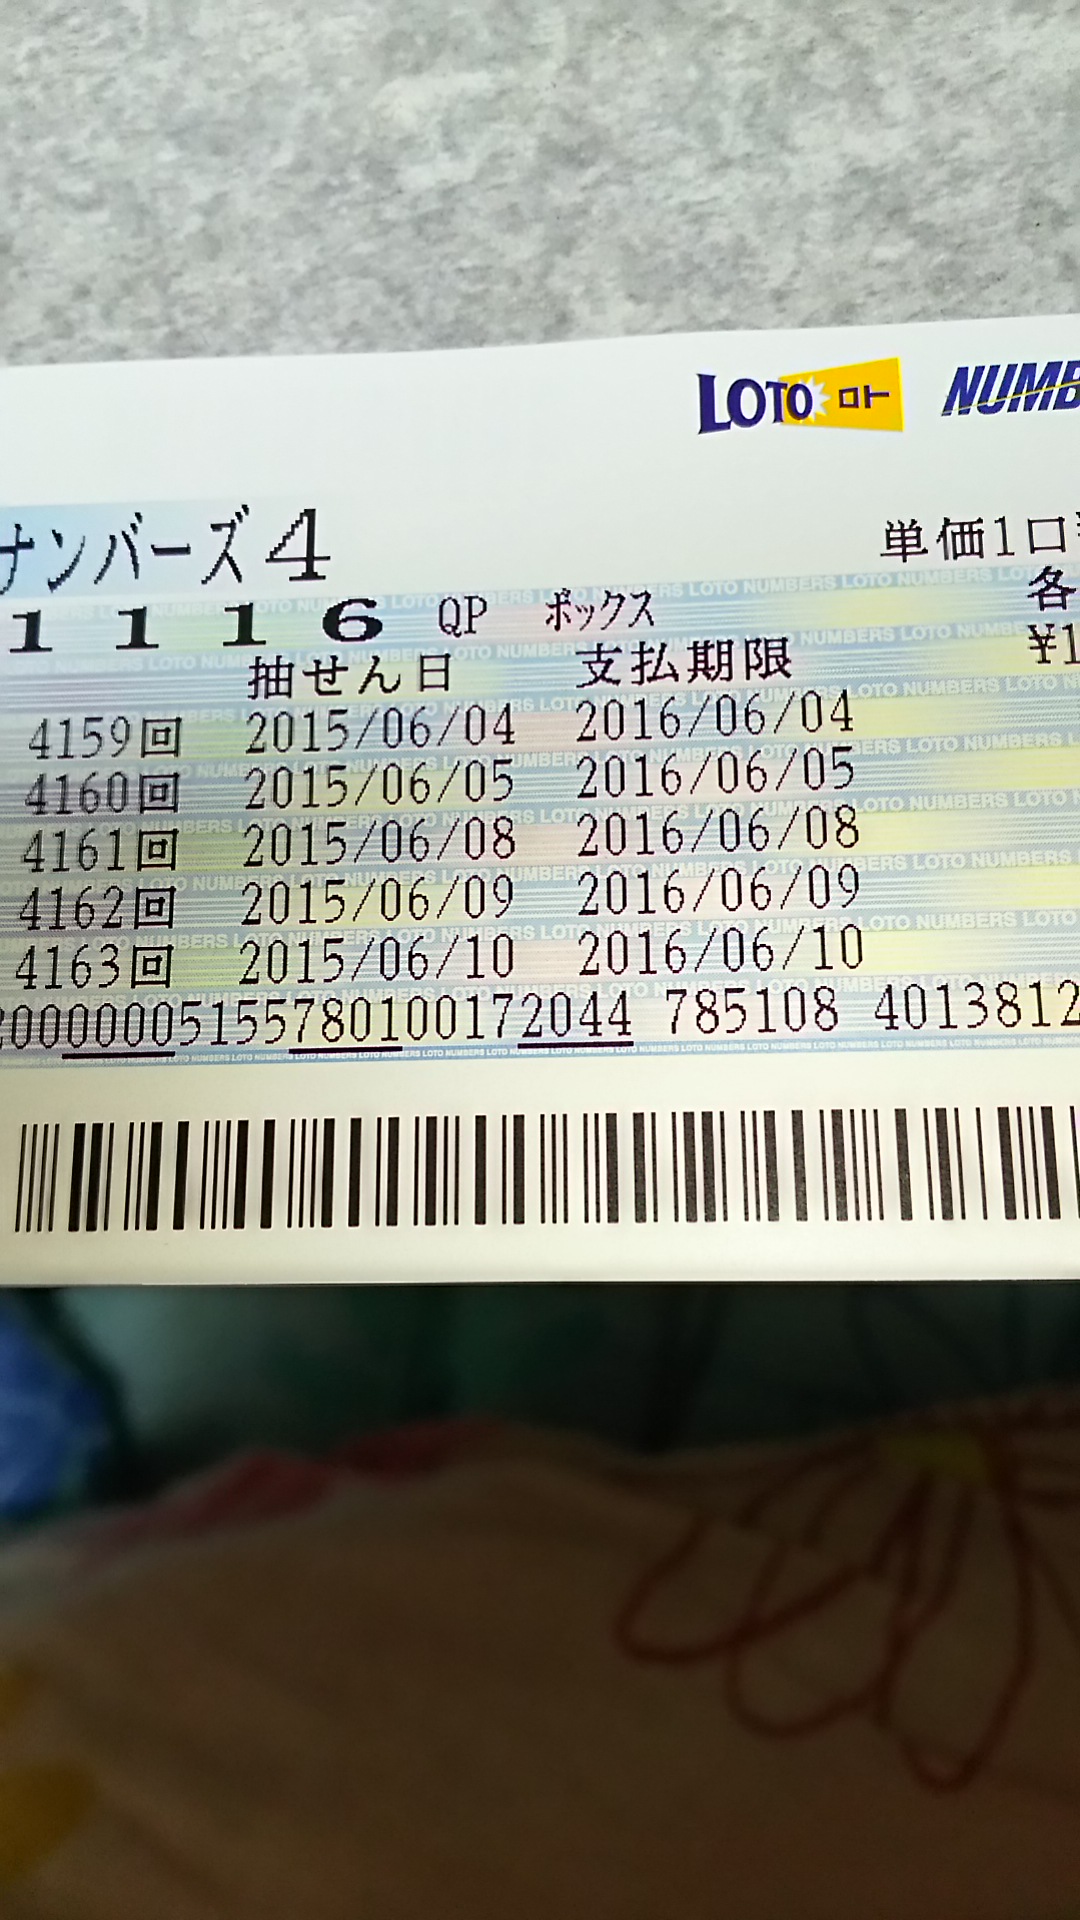 LOTO ロト NUMB
ナンバーズ4
単価1口
1 1 1 6 QP ボックス
各
抽せん日 支払期限
¥1
4159回 2015/06/04 2016/06/04
4160回 2015/06/05 2016/06/05
4161回 2015/06/08 2016/06/08
4162回 2015/06/09 2016/06/09
4163回 2015/06/10 2016/06/10
20000005155780100172044 785108 4013812